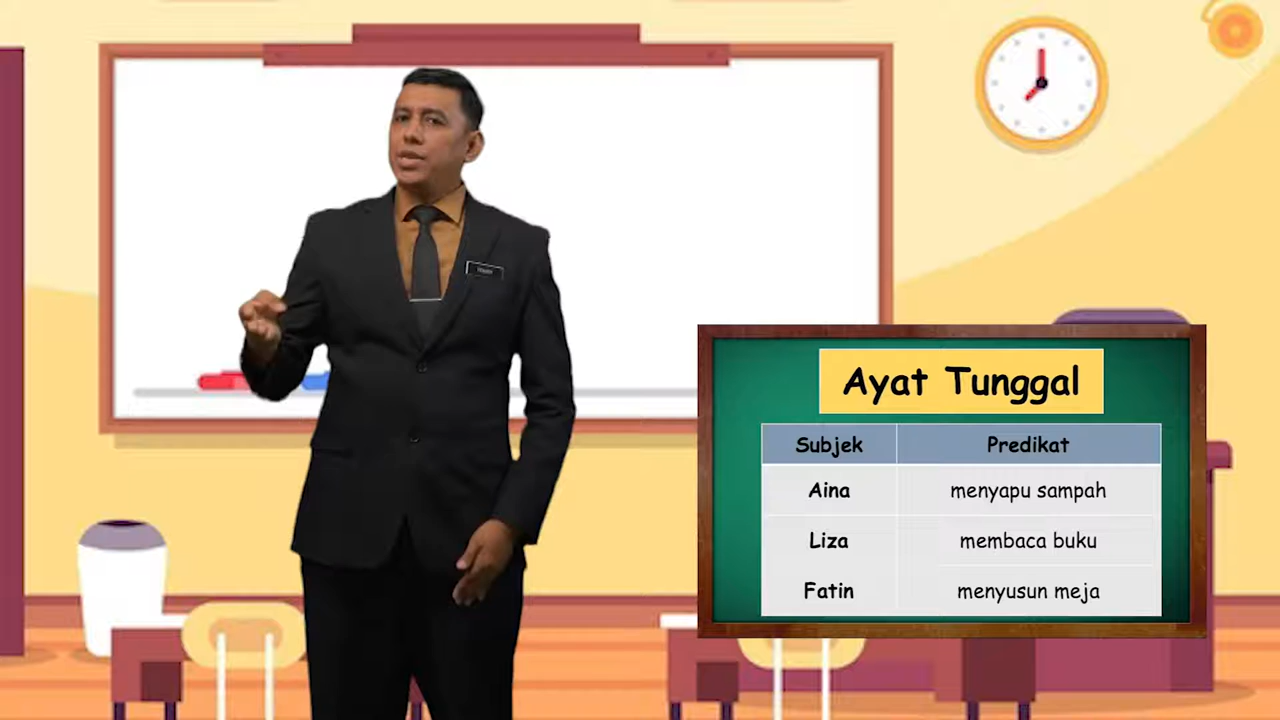 Ayat Tunggal
Subjek Predikat
Aina menyapu sampah
Liza membaca buku
Fatin menyusun meja